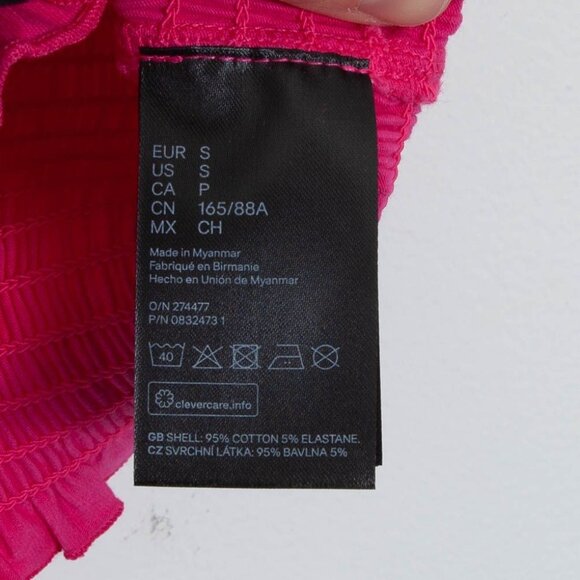 EUR S
US S
CA P
CN 165/88A
MX CH
Made in Myanmar
Fabriqué en Birmanie
Hecho en Unión de Myanmar
O/N 274477
P/N 0832473 1
40
clevercare.info
GB SHELL: 95% COTTON 5% ELASTANE.
CZ SVRCHNÍ LÁTKA: 95% BAVLNA 5%